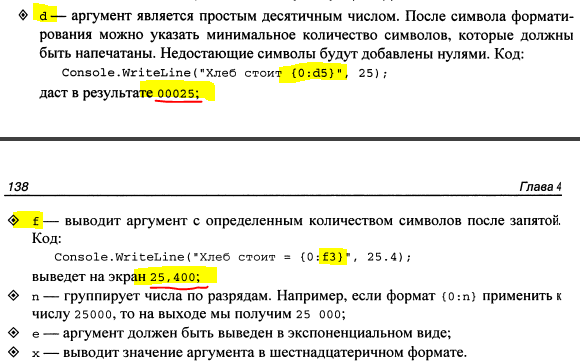 d — аргумент является простым десятичным числом. После символа формати-
рования можно указать минимальное количество символов, которые должны
быть напечатаны. Недостающие символы будут добавлены нулями. Код:
Console.WriteLine("Хлеб стоит {0:d5}", 25);
даст в результате 00025;
138 Глава 4
f — выводит аргумент с определенным количеством символов после запятой.
Код:
Console.WriteLine("Хлеб стоит = {0:f3}", 25.4);
выведет на экран 25,400;
n — группирует числа по разрядам. Например, если формат {0:n} применить к
числу 25000, то на выходе мы получим 25 000;
e — аргумент должен быть выведен в экспоненциальном виде;
x — выводит значение аргумента в шестнадцатеричном формате.